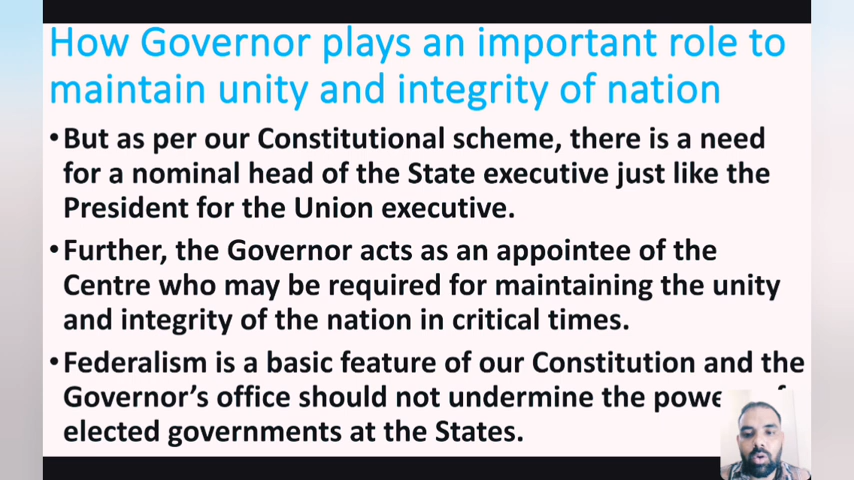 How Governor plays an important role to
maintain unity and integrity of nation
•But as per our Constitutional scheme, there is a need
for a nominal head of the State executive just like the
President for the Union executive.
•Further, the Governor acts as an appointee of the
Centre who may be required for maintaining the unity
and integrity of the nation in critical times.
•Federalism is a basic feature of our Constitution and the
Governor's office should not undermine the
elected governments at the States.